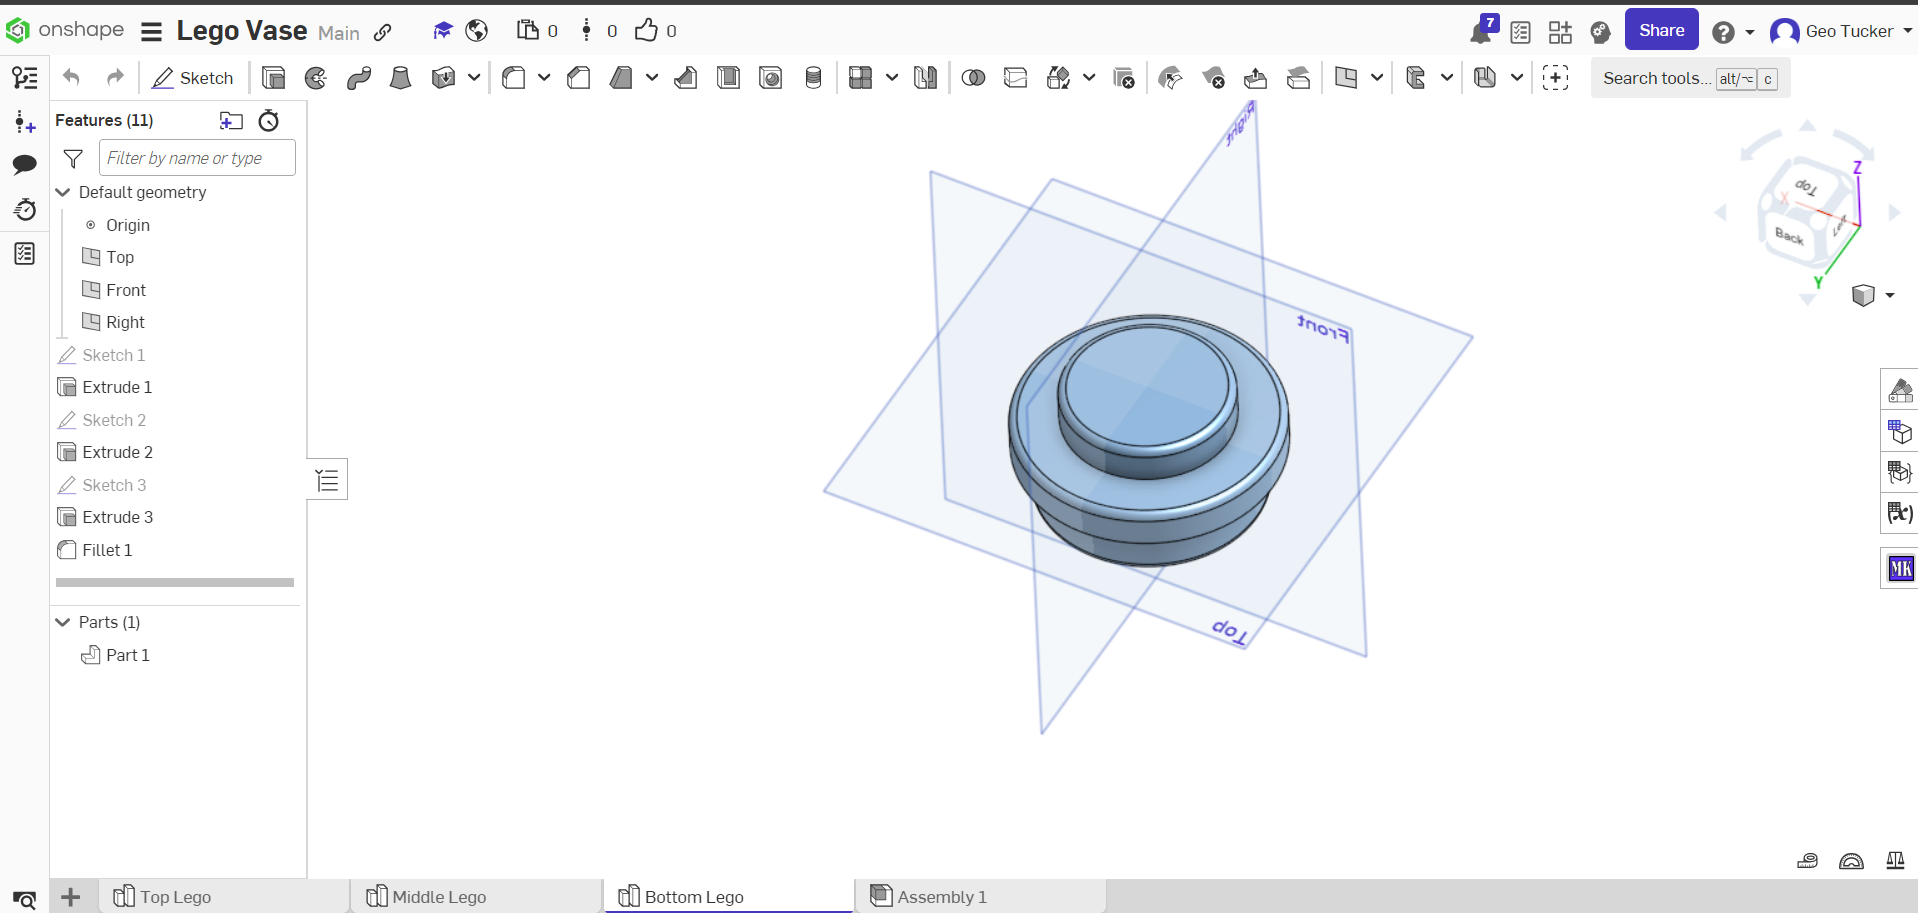 onshape Lego Vase Main 0 0 0 7 Share Geo Tucker
Sketch Search tools... alt/⌥ c
Features (11)
Filter by name or type
Default geometry
Origin
Top
Front
Right
Sketch 1
Extrude 1
Sketch 2
Extrude 2
Sketch 3
Extrude 3
Fillet 1
Parts (1)
Part 1
Right
Front
Top
Z
Top
X
Left
Back
Y
(x)
MK
Top Lego Middle Lego Bottom Lego Assembly 1